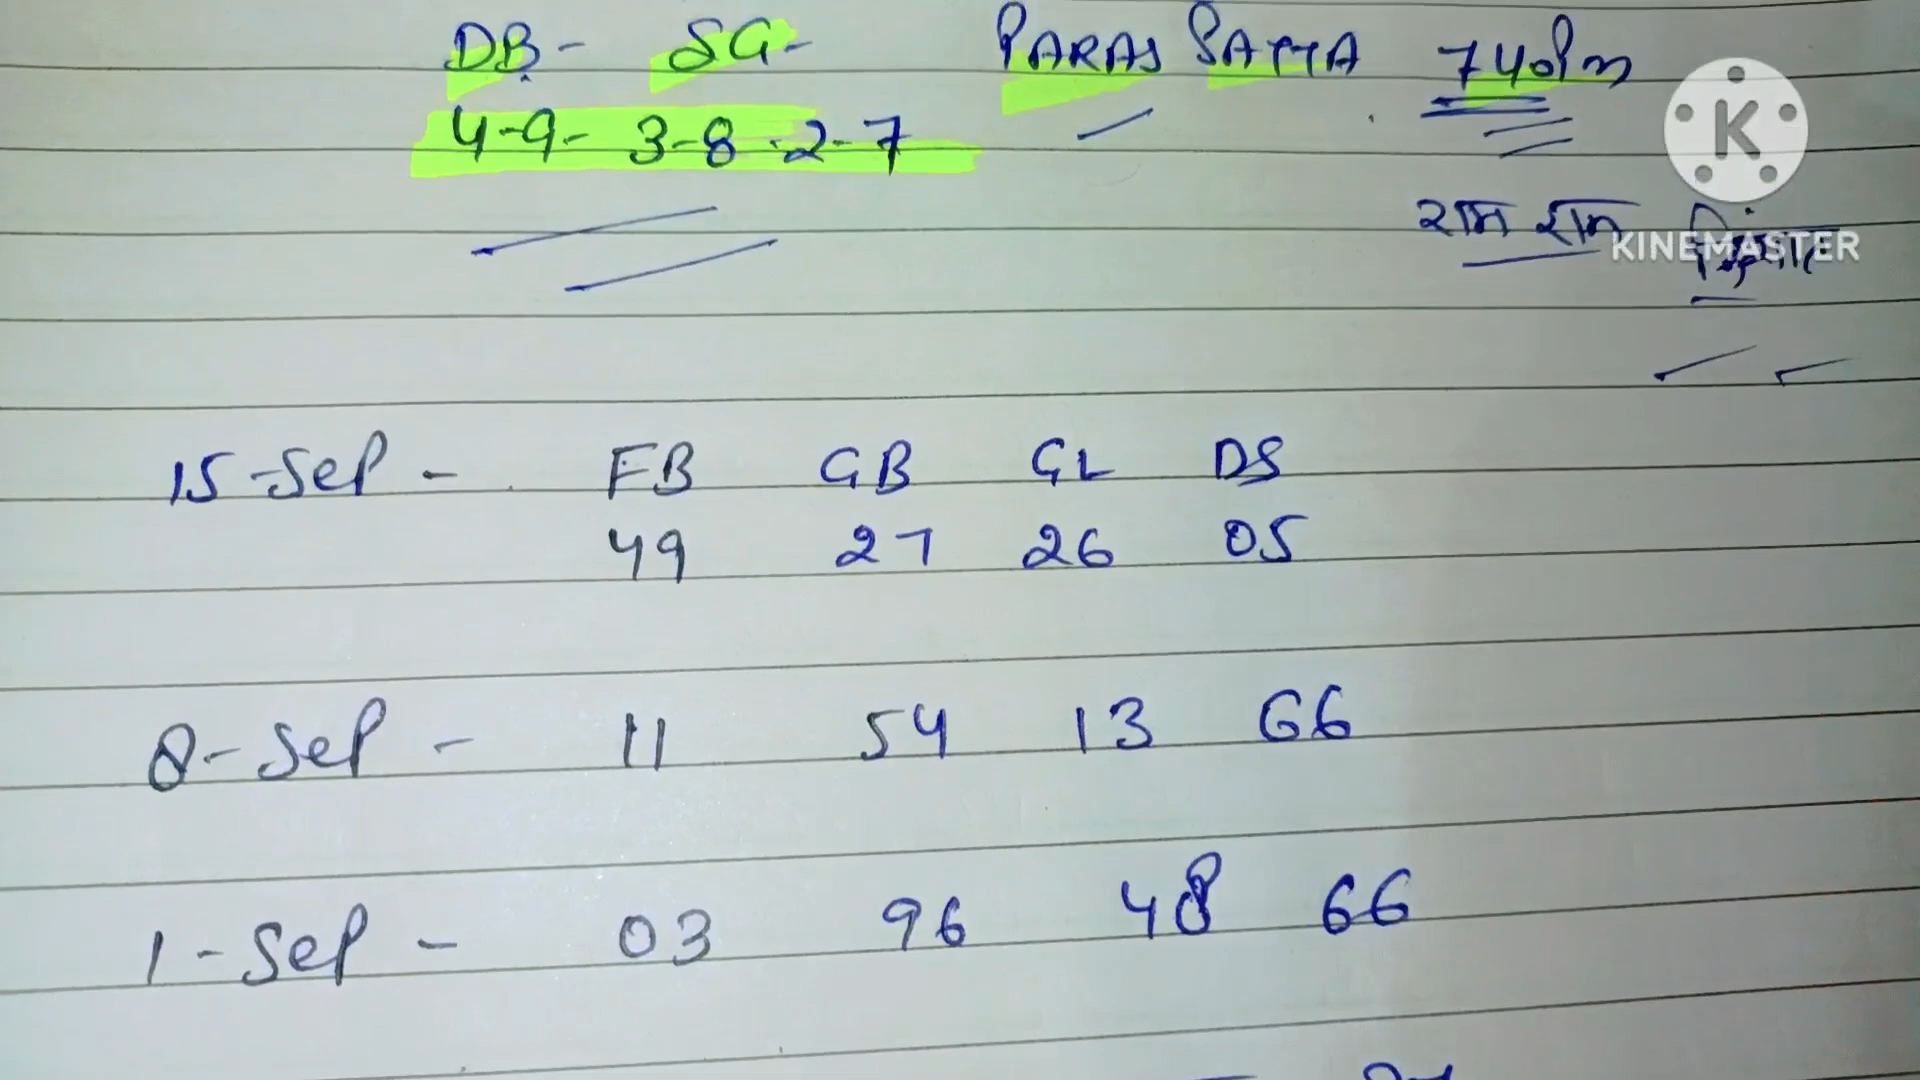 DB- SG- PARAS SATTA 740Pm
4-9- 3-8-2-7
राम राम
KINEMASTER
15-Sep - FB GB GL DS
49 27 26 05
8-Sep - 11 54 13 66
1-Sep - 03 96 48 66